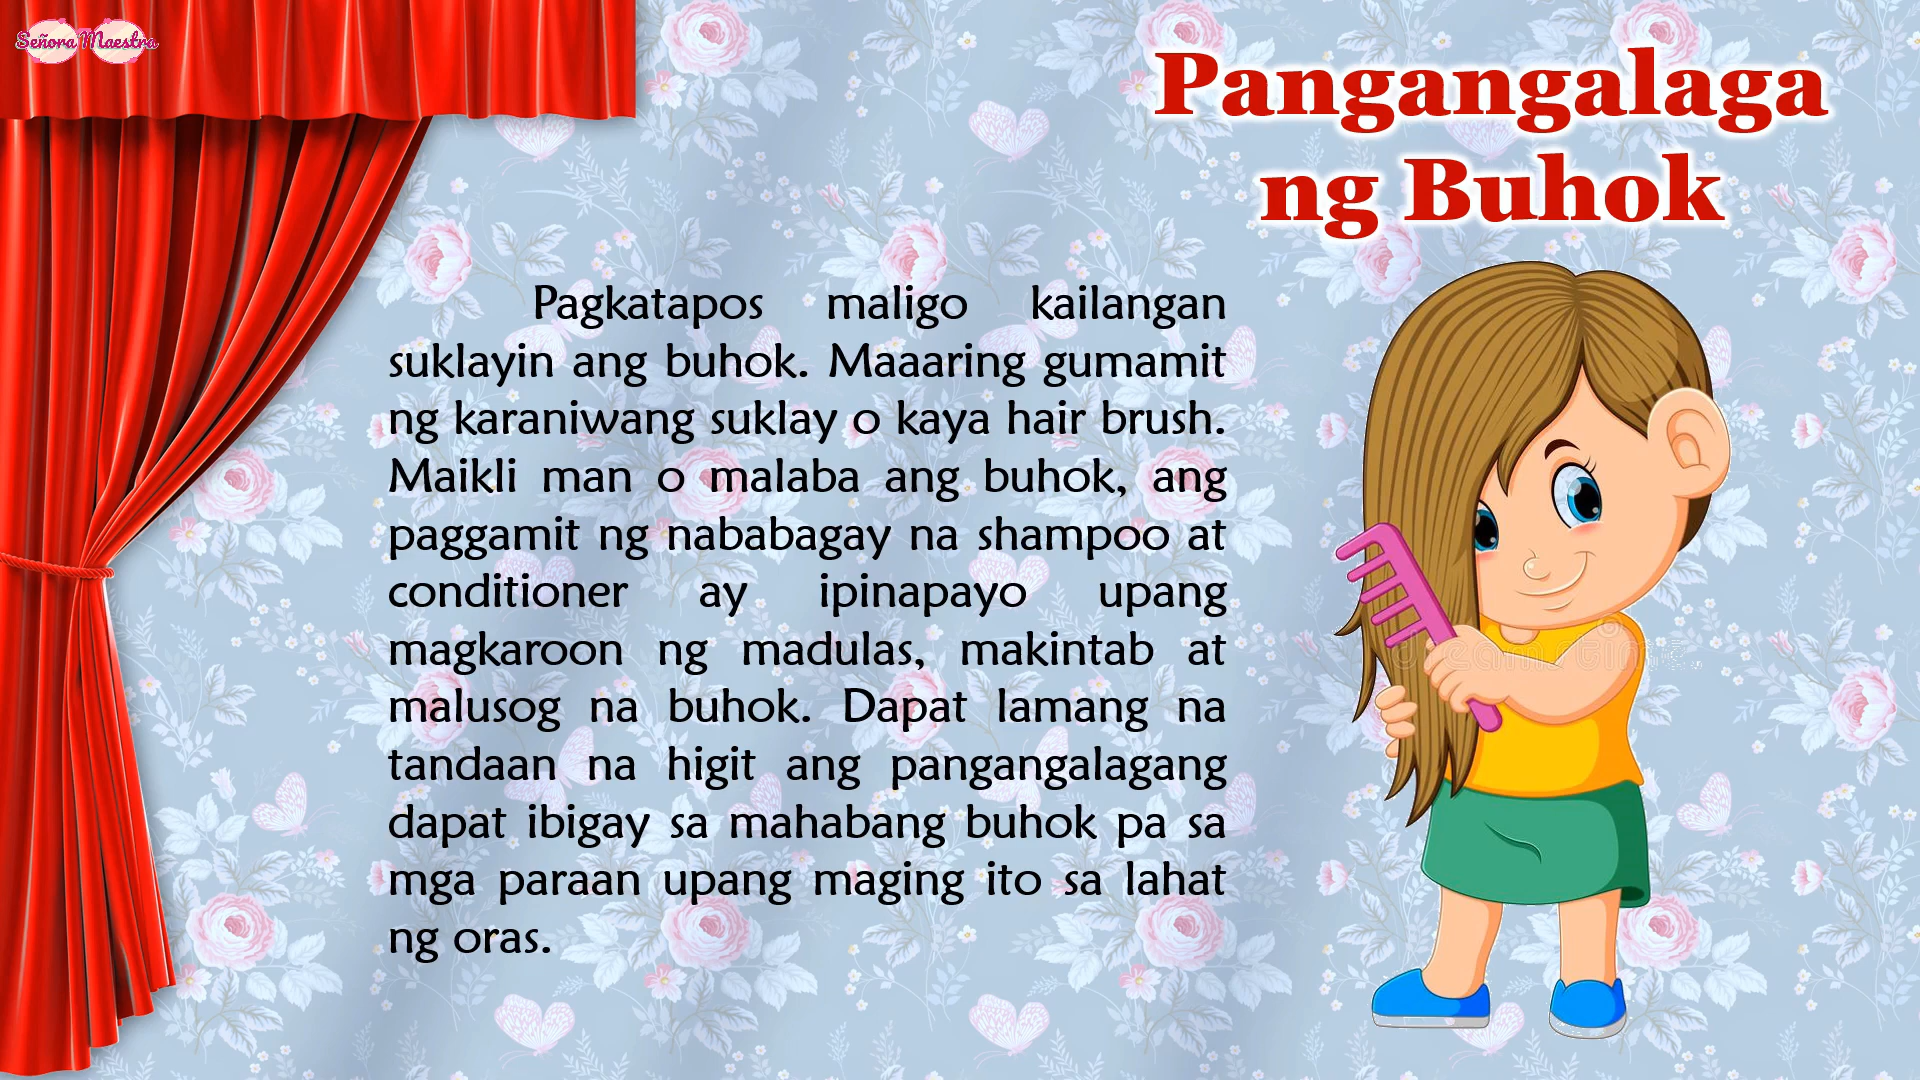 Señora Maestra
Pangangalaga
ng Buhok
Pagkatapos maligo kailangan
suklayin ang buhok. Maaaring gumamit
ng karaniwang suklay o kaya hair brush.
Maikli man o malaba ang buhok, ang
paggamit ng nababagay na shampoo at
conditioner ay ipinapayo upang
magkaroon ng madulas, makintab at
malusog na buhok. Dapat lamang na
tandaan na higit ang pangangalagang
dapat ibigay sa mahabang buhok pa sa
mga paraan upang maging ito sa lahat
ng oras.